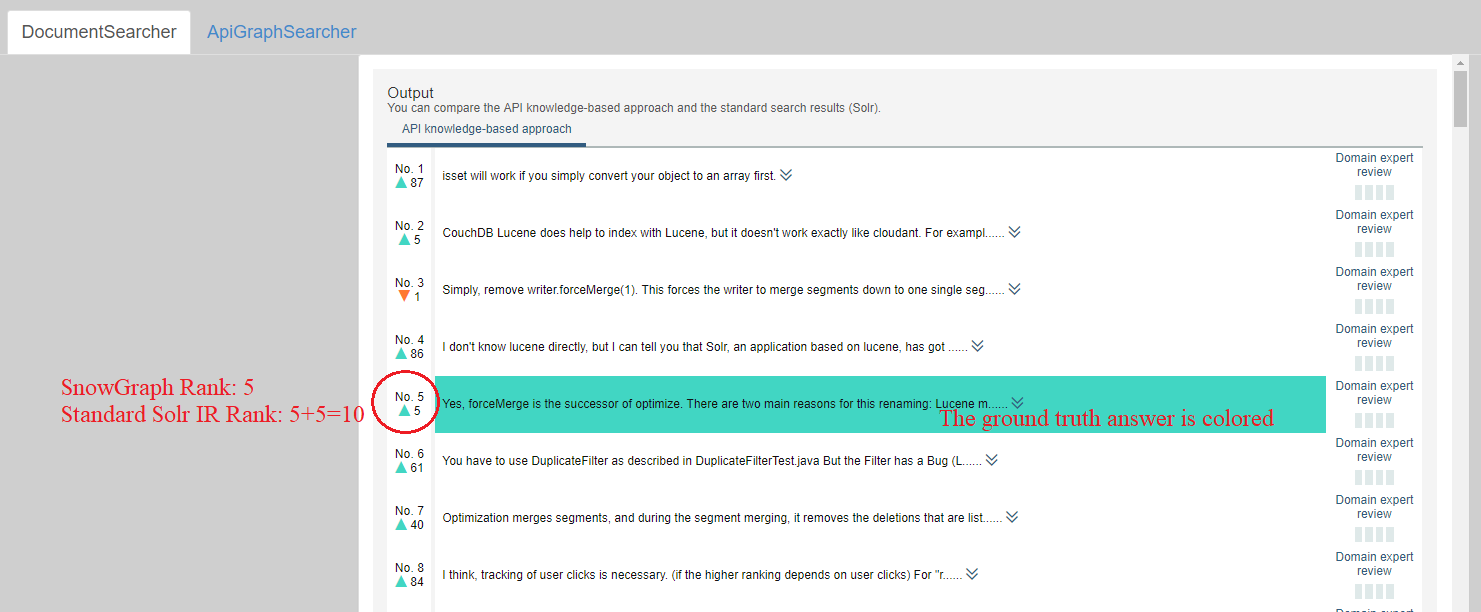 DocumentSearcher
ApiGraphSearcher
Output
You can compare the API knowledge-based approach and the standard search results (Solr).
API knowledge-based approach
No. 1
87
isset will work if you simply convert your object to an array first.
Domain expert
review
No. 2
5
CouchDB Lucene does help to index with Lucene, but it doesn't work exactly like cloudant. For exampl......
Domain expert
review
No. 3
1
Simply, remove writer.forceMerge(1). This forces the writer to merge segments down to one single seg......
Domain expert
review
No. 4
86
I don't know lucene directly, but I can tell you that Solr, an application based on lucene, has got ......
Domain expert
review
SnowGraph Rank: 5
Standard Solr IR Rank: 5+5=10
No. 5
5
Yes, forceMerge is the successor of optimize. There are two main reasons for this renaming: Lucene m......
The ground truth answer is colored
Domain expert
review
No. 6
61
You have to use DuplicateFilter as described in DuplicateFilterTest.java But the Filter has a Bug (L......
Domain expert
review
No. 7
40
Optimization merges segments, and during the segment merging, it removes the deletions that are list......
Domain expert
review
No. 8
84
I think, tracking of user clicks is necessary. (if the higher ranking depends on user clicks) For "r......
Domain expert
review